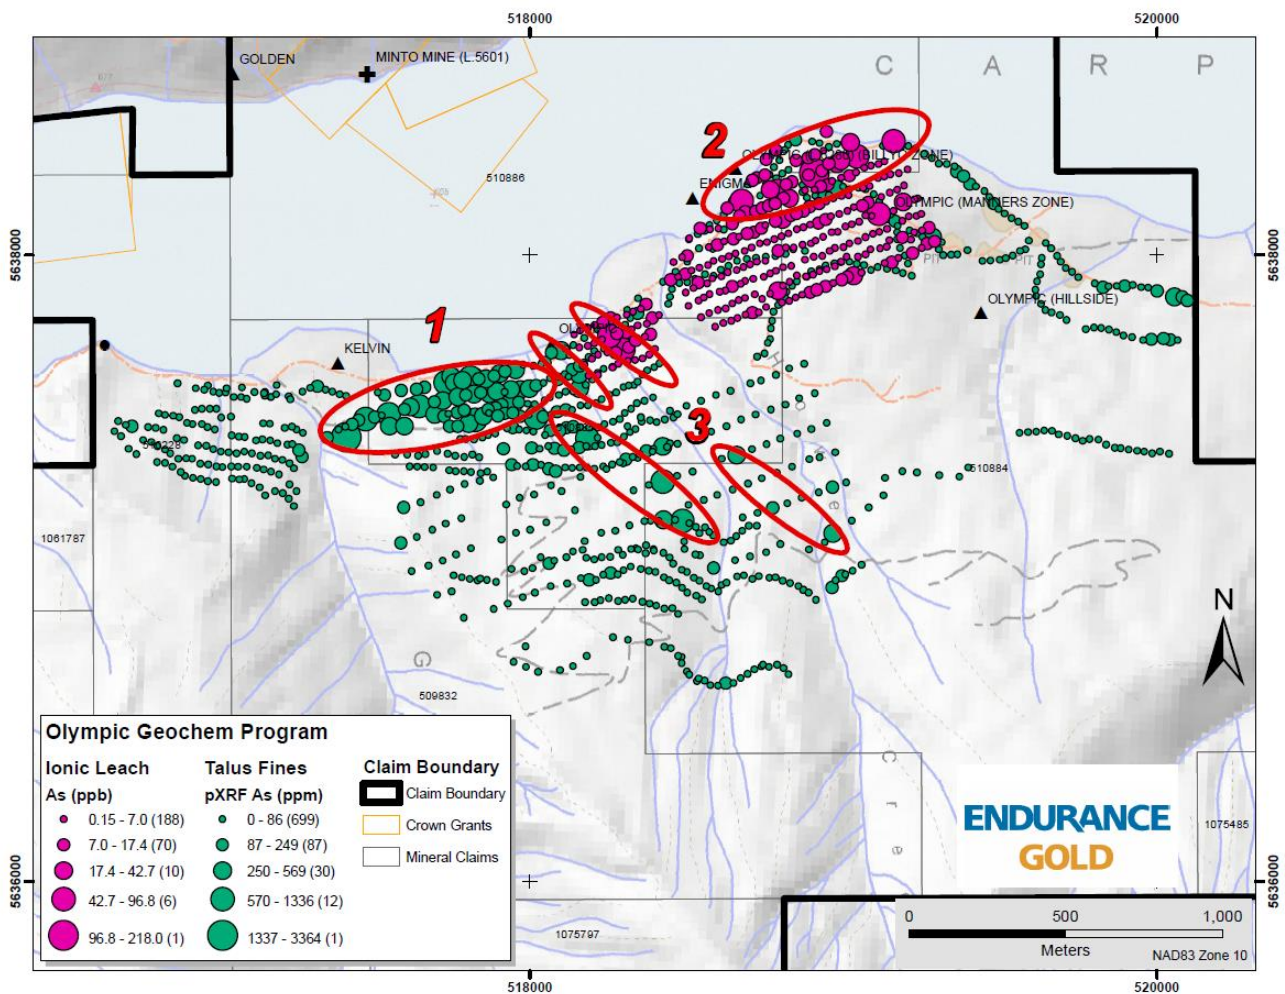 518000
520000
GOLDEN
MINTO MINE (L.5601)
C A R P
2
510886
ENIGMA
OLYMPIC (MANNERS ZONE)
5638000
5638000
PIT
PIT
OLYMPIC (HILLSIDE)
1
KELVIN
3
510884
1061787
G
509832
N
C r e
1075485
1075797
5636000
5636000
Olympic Geochem Program
Ionic Leach
As (ppb)
0.15 - 7.0 (188)
7.0 - 17.4 (70)
17.4 - 42.7 (10)
42.7 - 96.8 (6)
96.8 - 218.0 (1)
Talus Fines
pXRF As (ppm)
0 - 86 (699)
87 - 249 (87)
250 - 569 (30)
570 - 1336 (12)
1337 - 3364 (1)
Claim Boundary
Claim Boundary
Crown Grants
Mineral Claims
ENDURANCE
GOLD
0 500 1,000
Meters
NAD83 Zone 10
518000
520000